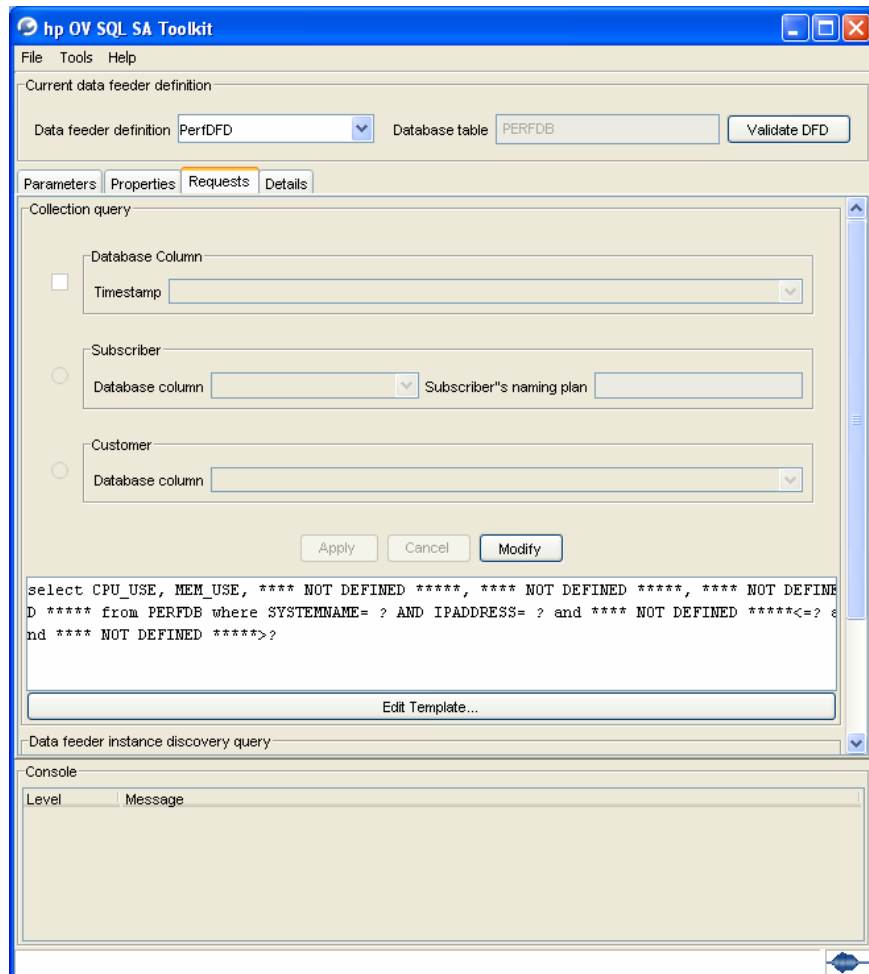 hp OV SQL SA Toolkit
File Tools Help
Current data feeder definition
Data feeder definition PerfDFD Database table PERFDB Validate DFD
Parameters Properties Requests Details
Collection query
Database Column
Timestamp
Subscriber
Database column Subscriber"s naming plan
Customer
Database column
Apply Cancel Modify
select CPU_USE, MEM_USE, **** NOT DEFINED *****, **** NOT DEFINED *****, **** NOT DEFINE
D ***** from PERFDB where SYSTEMNAME= ? AND IPADDRESS= ? and **** NOT DEFINED *****<=? a
nd **** NOT DEFINED *****>?
Edit Template...
Data feeder instance discovery query
Console
Level Message